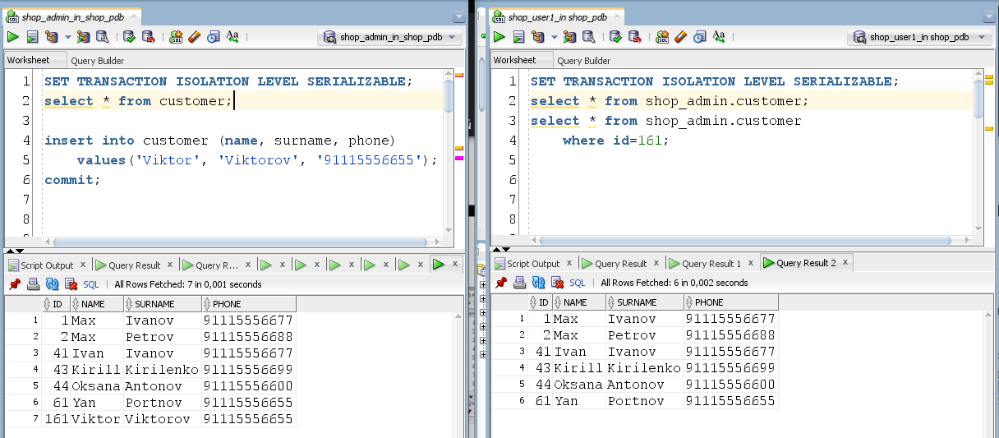 shop_admin_in_shop_pdb
shop_admin_in_shop_pdb
Worksheet Query Builder
1 SET TRANSACTION ISOLATION LEVEL SERIALIZABLE;
2 select * from customer;
3
4 insert into customer (name, surname, phone)
5 values('Viktor', 'Viktorov', '91115556655');
6 commit;
7
8
Script Output x Query Result x Query R... x x x x x x x
SQL | All Rows Fetched: 7 in 0,001 seconds
ID NAME SURNAME PHONE
1 1 Max Ivanov 91115556677
2 2 Max Petrov 91115556688
3 41 Ivan Ivanov 91115556677
4 43 Kirill Kirilenko 91115556699
5 44 Oksana Antonov 91115556600
6 61 Yan Portnov 91115556655
7 161 Viktor Viktorov 91115556655
shop_user1_in shop_pdb
shop_user1_in shop_pdb
Worksheet Query Builder
1 SET TRANSACTION ISOLATION LEVEL SERIALIZABLE;
2 select * from shop_admin.customer;
3 select * from shop_admin.customer
4 where id=161;
5
6
7
8
Script Output x Query Result x Query Result 1 x Query Result 2 x
SQL | All Rows Fetched: 6 in 0,002 seconds
ID NAME SURNAME PHONE
1 1 Max Ivanov 91115556677
2 2 Max Petrov 91115556688
3 41 Ivan Ivanov 91115556677
4 43 Kirill Kirilenko 91115556699
5 44 Oksana Antonov 91115556600
6 61 Yan Portnov 91115556655